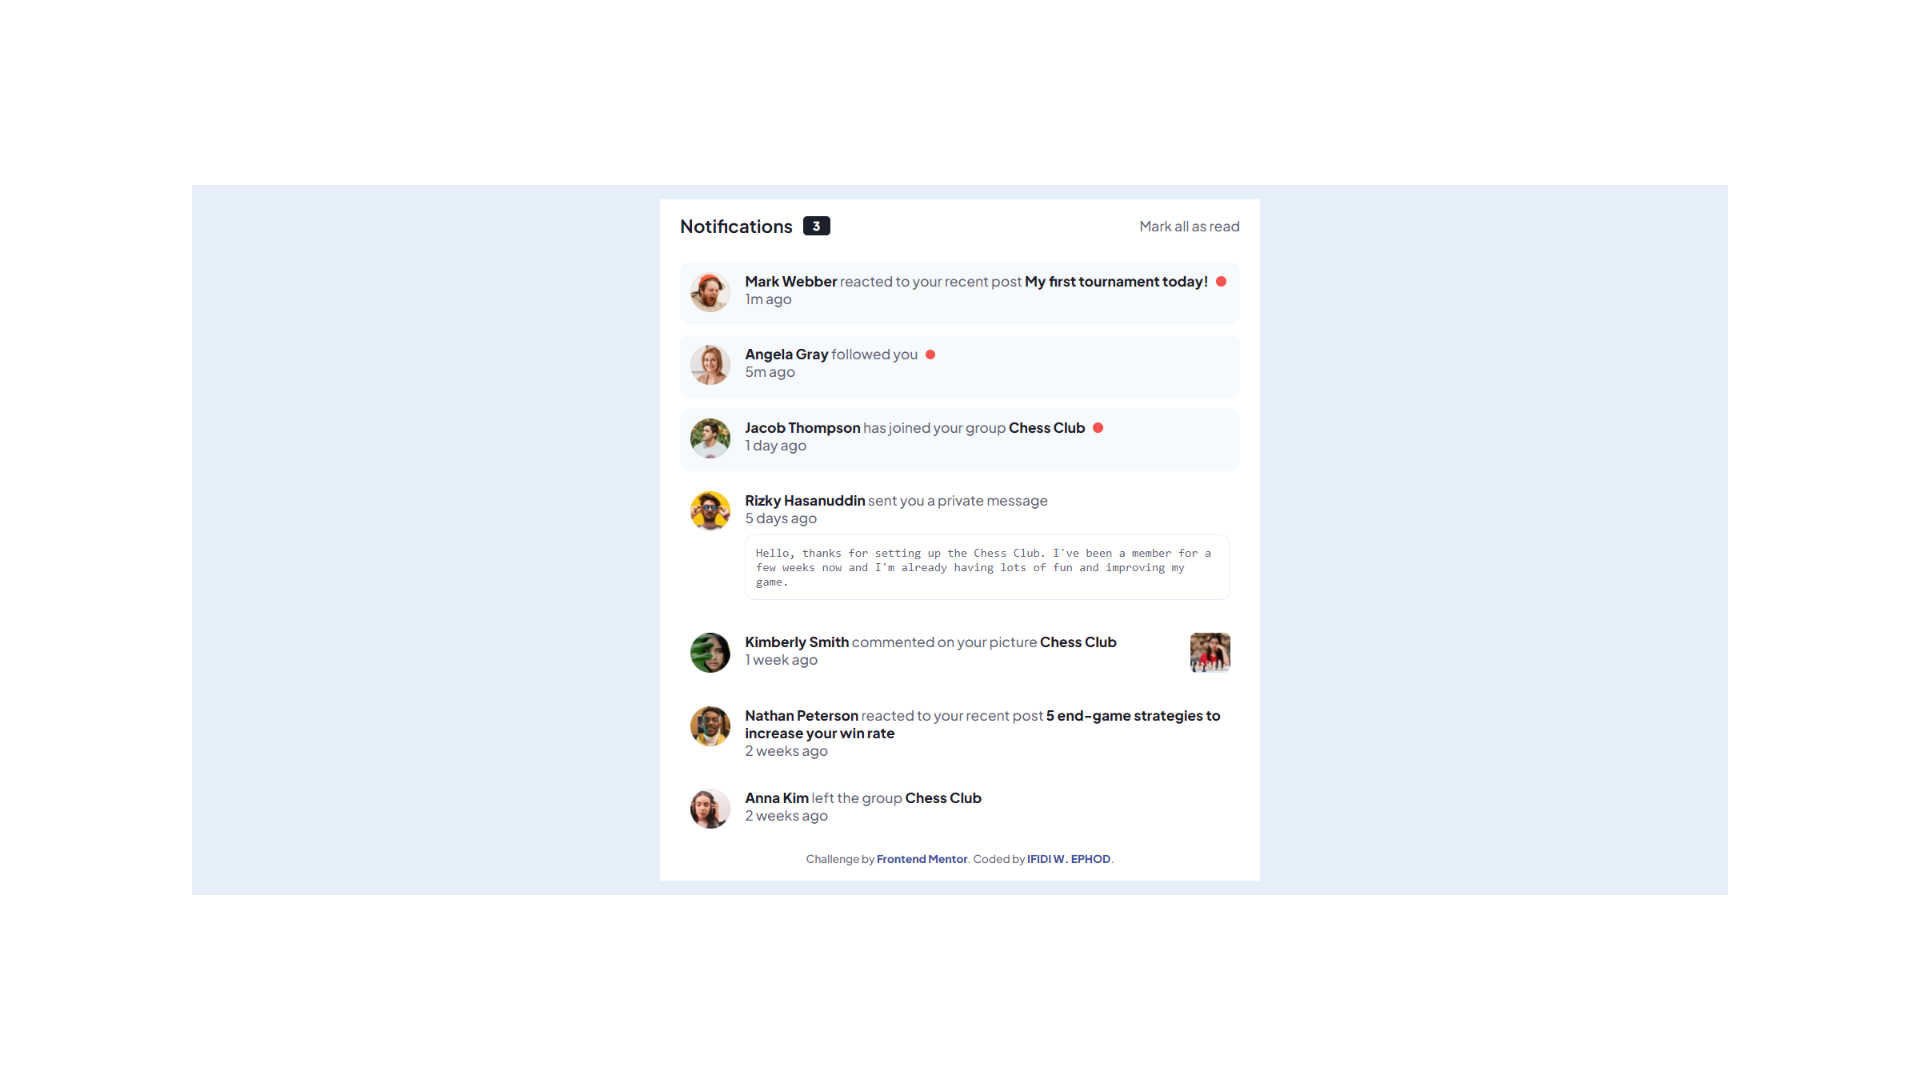 Notifications 3 Mark all as read
Mark Webber reacted to your recent post My first tournament today!
1m ago
Angela Gray followed you
5m ago
Jacob Thompson has joined your group Chess Club
1 day ago
Rizky Hasanuddin sent you a private message
5 days ago
Hello, thanks for setting up the Chess Club. I've been a member for a
few weeks now and I'm already having lots of fun and improving my
game.
Kimberly Smith commented on your picture Chess Club
1 week ago
Nathan Peterson reacted to your recent post 5 end-game strategies to
increase your win rate
2 weeks ago
Anna Kim left the group Chess Club
2 weeks ago
Challenge by Frontend Mentor. Coded by IFIDI W. EPHOD.